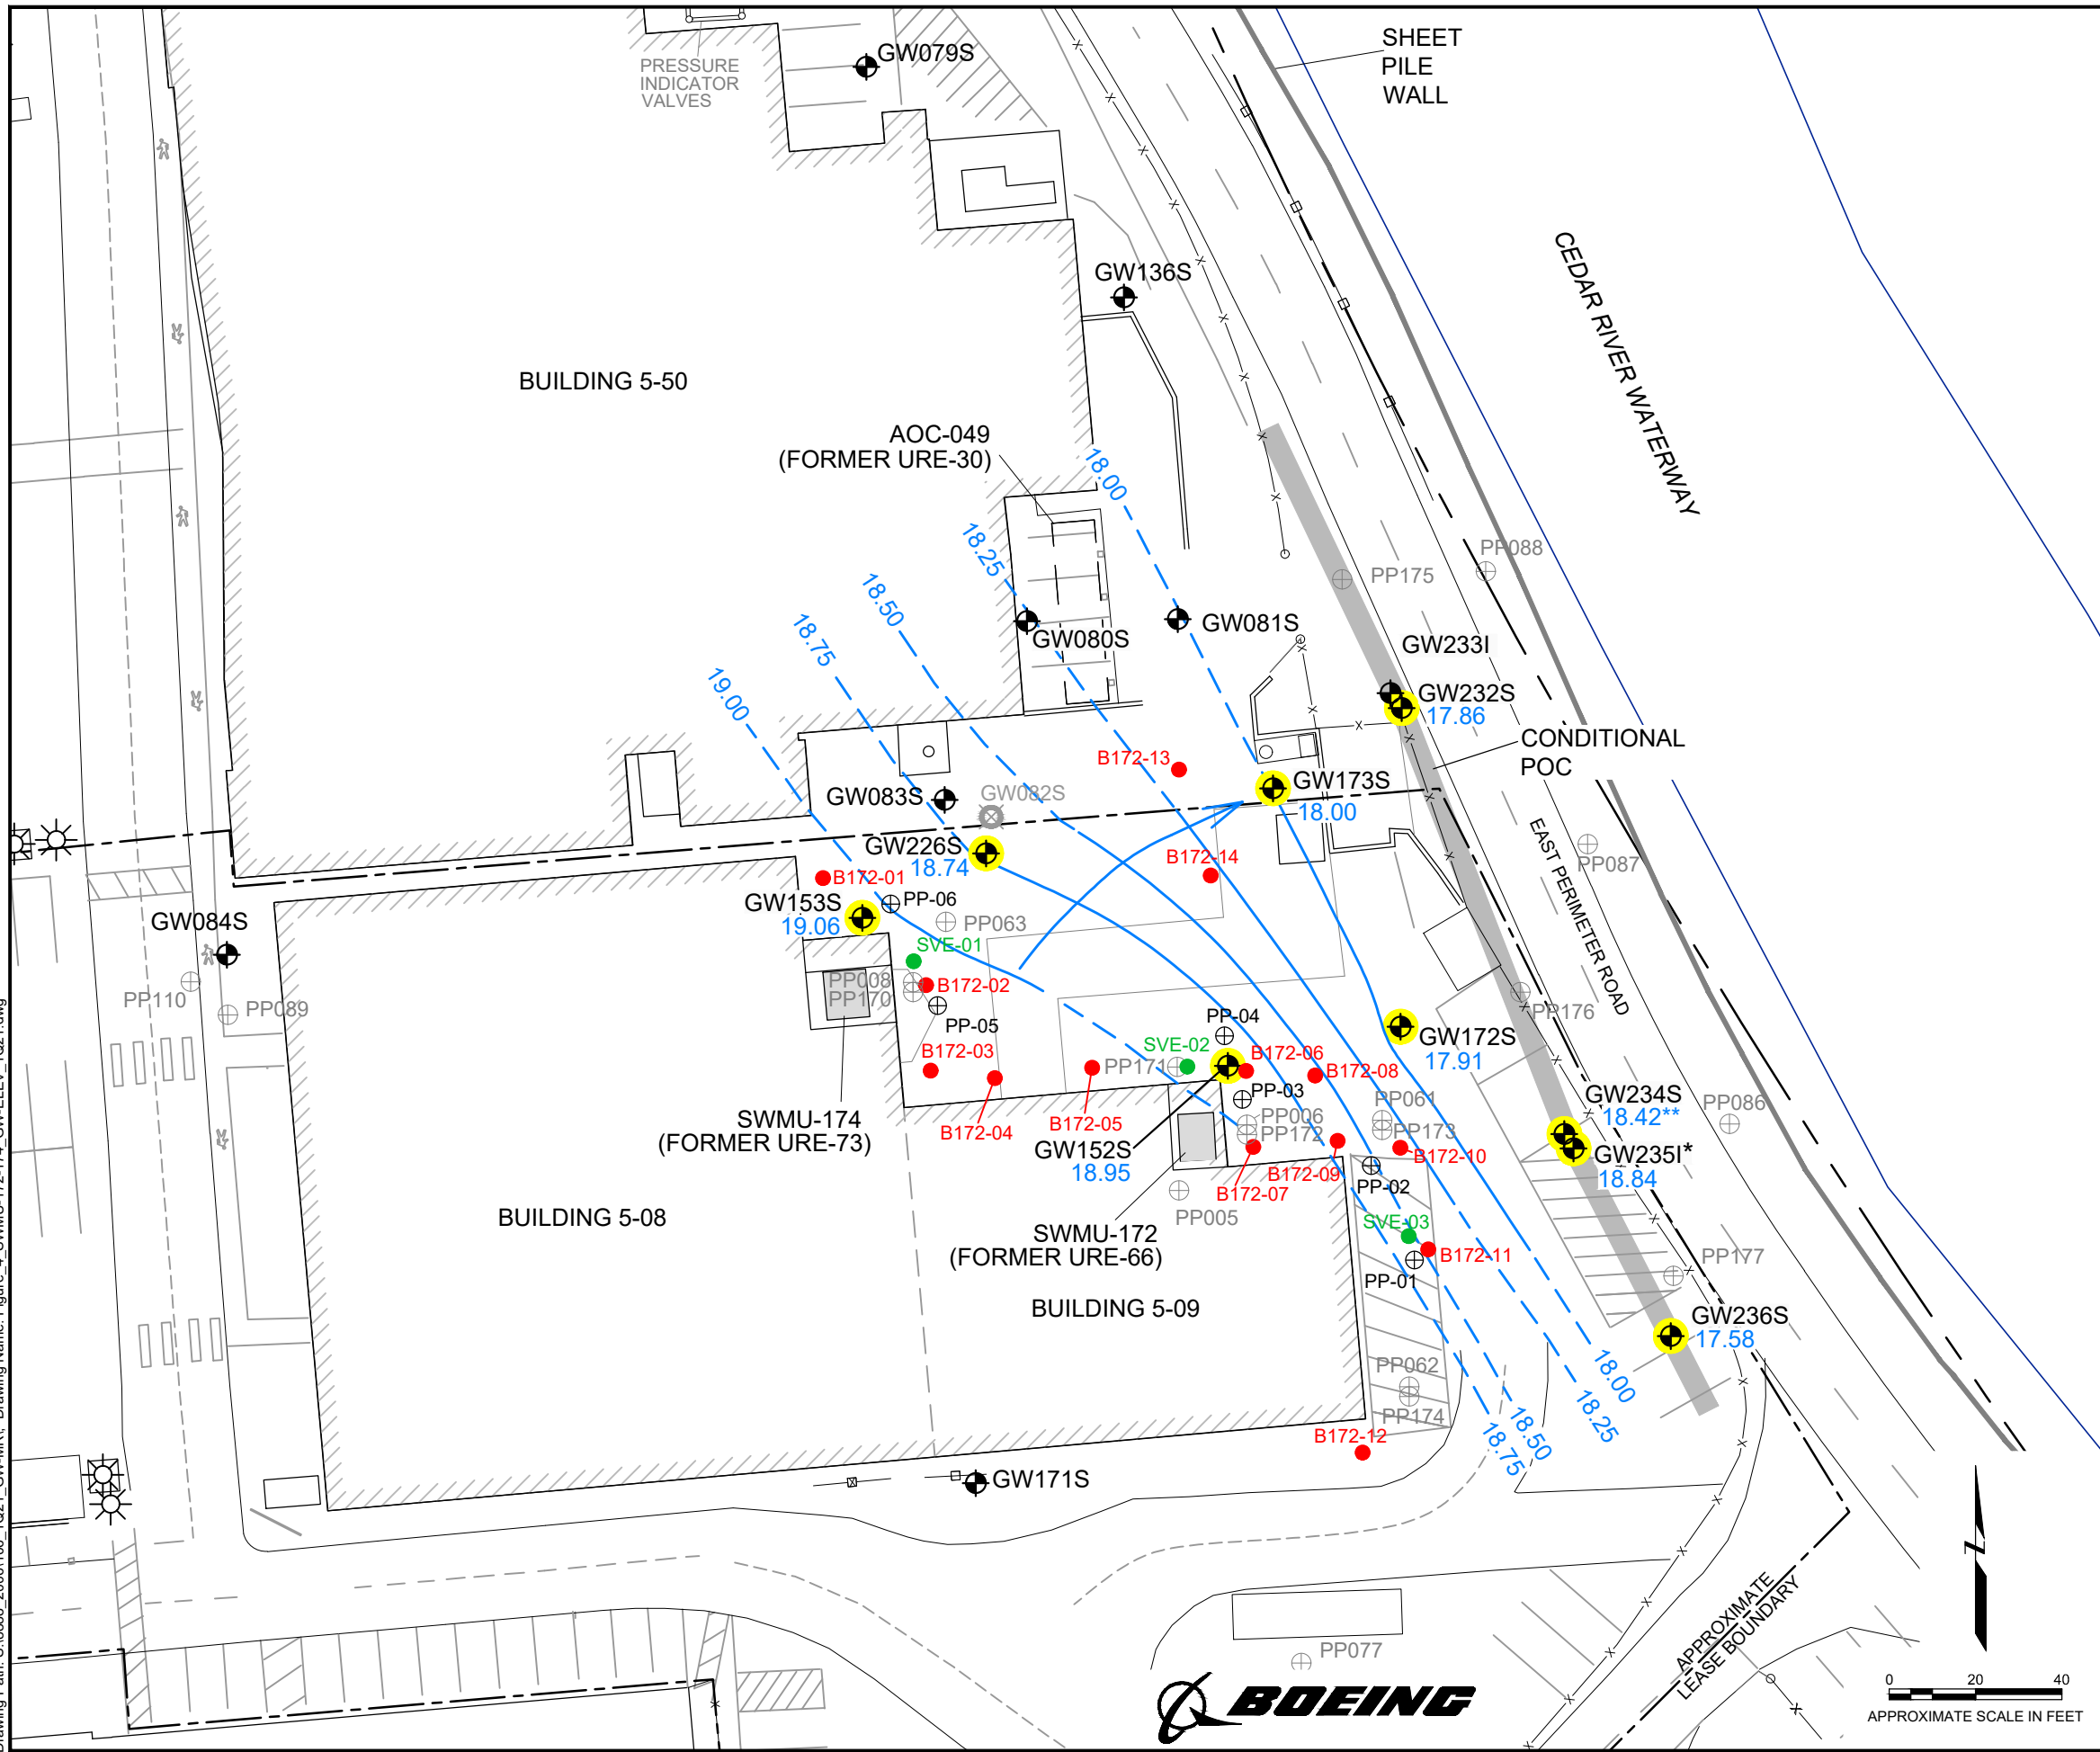 SHEET
PILE
WALL
GW079S
PRESSURE
INDICATOR
VALVES
CEDAR RIVER WATERWAY
GW136S
BUILDING 5-50
AOC-049
(FORMER URE-30)
18.00
18.25
18.50
18.75
19.00
PP088
PP175
GW080S
GW081S
GW233I
GW232S
17.86
CONDITIONAL
POC
B172-13
GW173S
18.00
GW083S
GW082S
EAST PERIMETER ROAD
PP087
GW226S
18.74
B172-14
B172-01
GW153S
19.06
PP-06
PP063
GW084S
SVE-01
PP008
PP170
B172-02
PP110
PP089
PP-05
PP176
PP-04
GW172S
17.91
B172-03
SVE-02
B172-06
PP171
B172-08
PP-03
GW234S
18.42**
PP086
PP061
SWMU-174
(FORMER URE-73)
B172-04
B172-05
PP006
PP172
PP173
GW152S
18.95
B172-10
GW235I*
18.84
B172-09
B172-07
PP-02
PP005
BUILDING 5-08
SWMU-172
(FORMER URE-66)
SVE-03
B172-11
PP177
PP-01
BUILDING 5-09
GW236S
17.58
PP062
PP174
18.00
18.25
18.50
18.75
B172-12
GW171S
APPROXIMATE
LEASE BOUNDARY
PP077
BOEING
0 20 40
APPROXIMATE SCALE IN FEET